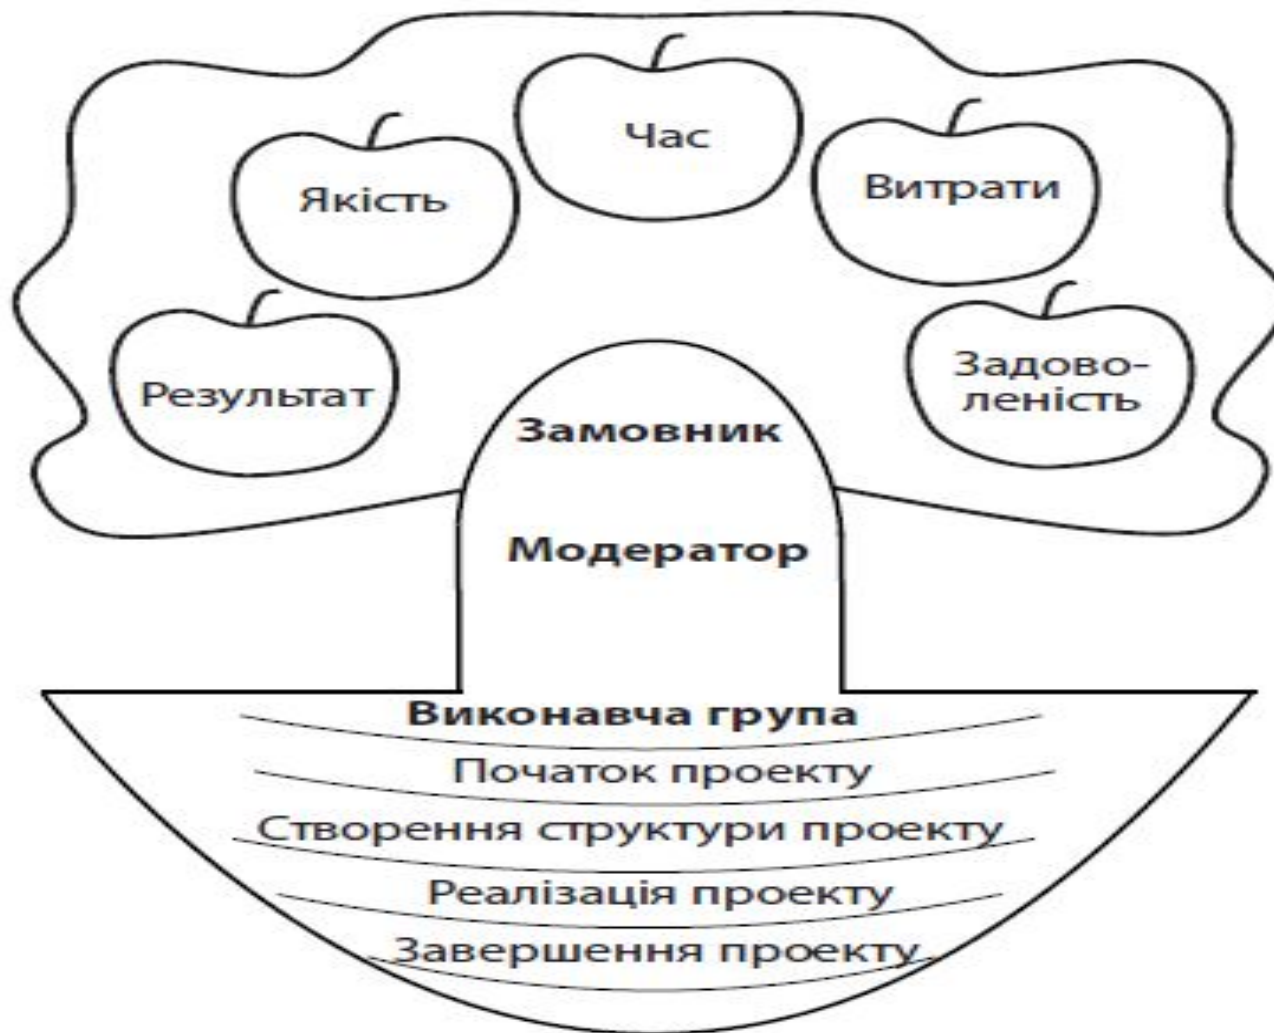 Час
Якість
Витрати
Результат
Задово-
леність
Замовник
Модератор
Виконавча група
Початок проекту
Створення структури проекту
Реалізація проекту
Завершення проекту